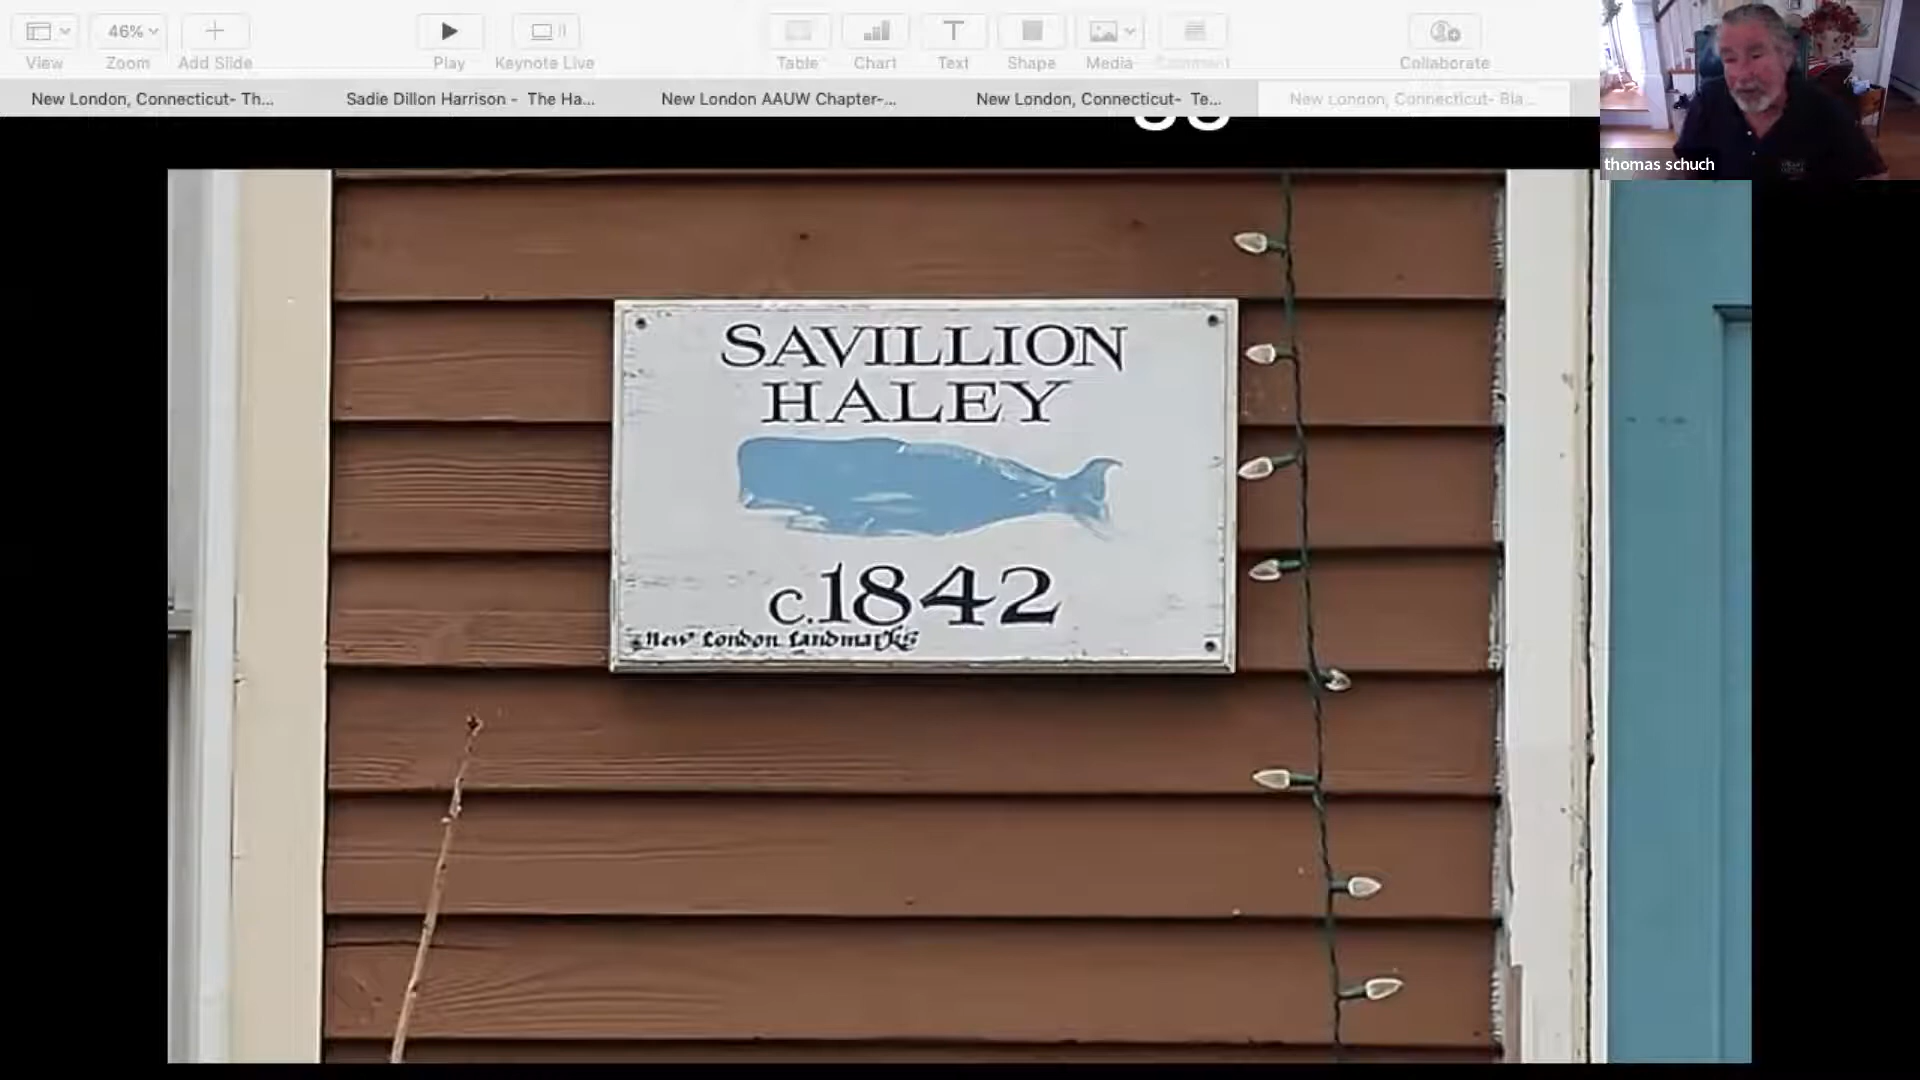 46%
View
Zoom
Add Slide
Play
Keynote Live
Table
Chart
Text
Shape
Media
Comment
Collaborate
New London, Connecticut- Th...
Sadie Dillon Harrison - The Ha...
New London AAUW Chapter-...
New London, Connecticut- Te...
New London, Connecticut- Bla...
thomas schuch
SAVILLION
HALEY
c.1842
New London Landmarks